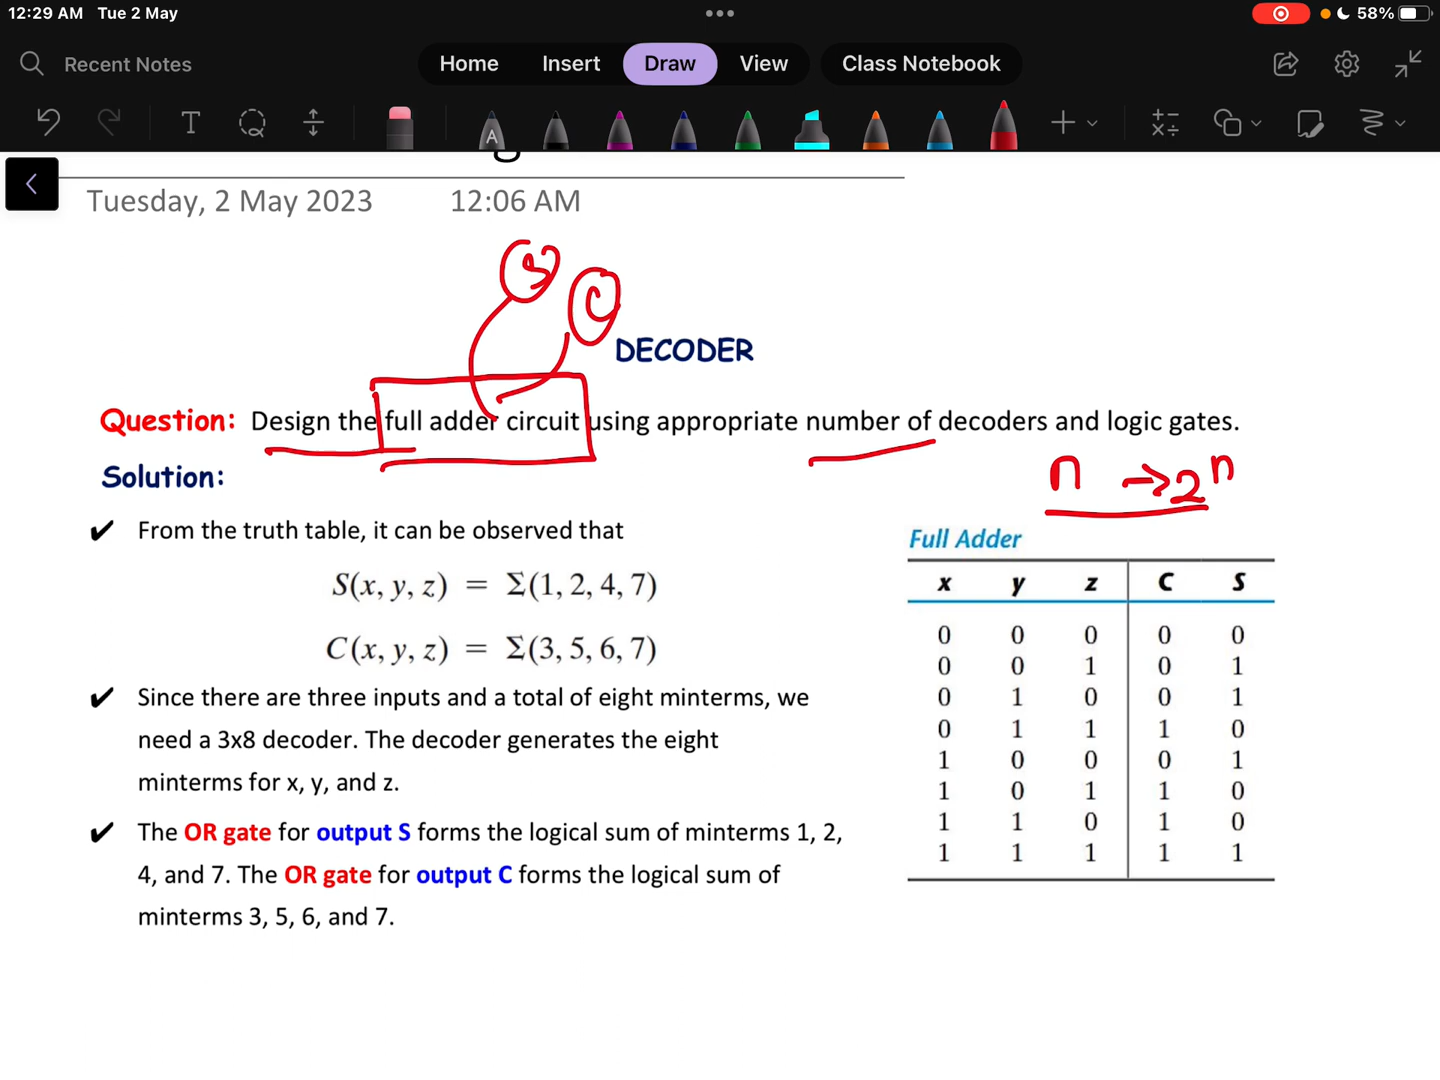 12:29 AM Tue 2 May
58%
Recent Notes
Home Insert Draw View Class Notebook
T
A
Tuesday, 2 May 2023 12:06 AM
S
C
DECODER
Question: Design the full adder circuit using appropriate number of decoders and logic gates.
n → 2ⁿ
Solution:
✔ From the truth table, it can be observed that
S(x, y, z) = Σ(1, 2, 4, 7)
C(x, y, z) = Σ(3, 5, 6, 7)
✔ Since there are three inputs and a total of eight minterms, we
need a 3x8 decoder. The decoder generates the eight
minterms for x, y, and z.
✔ The OR gate for output S forms the logical sum of minterms 1, 2,
4, and 7. The OR gate for output C forms the logical sum of
minterms 3, 5, 6, and 7.
Full Adder
x y z C S
0 0 0 0 0
0 0 1 0 1
0 1 0 0 1
0 1 1 1 0
1 0 0 0 1
1 0 1 1 0
1 1 0 1 0
1 1 1 1 1